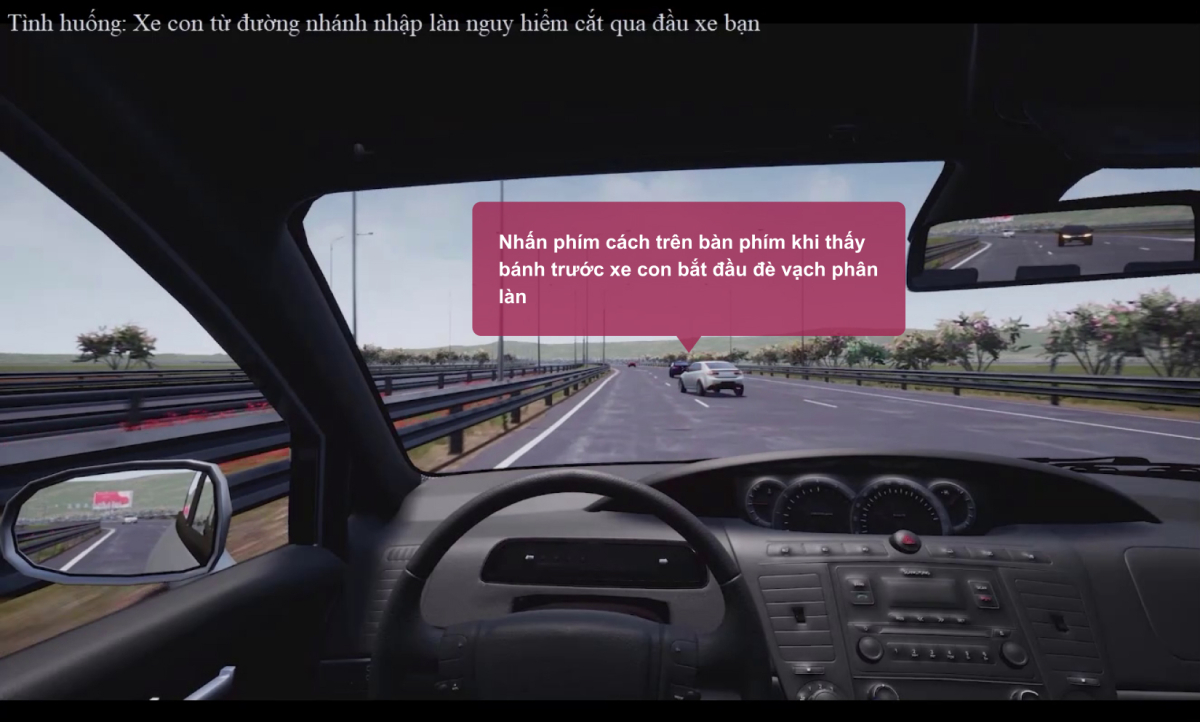 Tình huống: Xe con từ đường nhánh nhập làn nguy hiểm cắt qua đầu xe bạn
Nhấn phím cách trên bàn phím khi thấy
bánh trước xe con bắt đầu đè vạch phân
làn